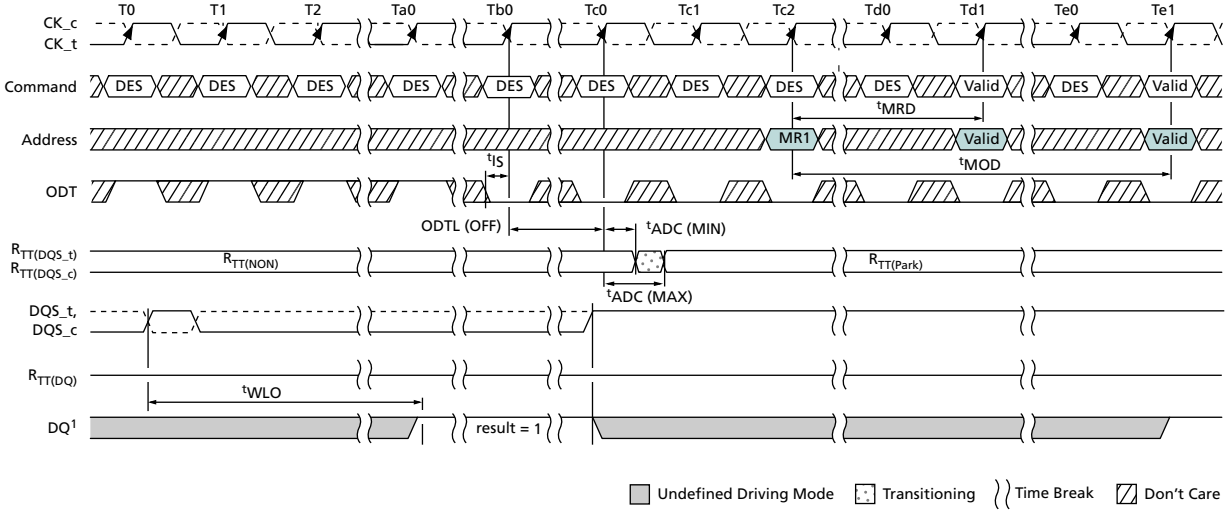 T0 T1 T2 Ta0 Tb0 Tc0 Tc1 Tc2 Td0 Td1 Te0 Te1
CK_c
CK_t
Command DES DES DES DES DES DES DES DES DES Valid DES Valid
tMRD
Address MR1 Valid Valid
tIS
tMOD
ODT
ODTL (OFF) tADC (MIN)
RTT(DQS_t)
RTT(DQS_c)
RTT(NON) RTT(Park)
tADC (MAX)
DQS_t,
DQS_c
RTT(DQ)
tWLO
DQ1 result = 1
Undefined Driving Mode Transitioning Time Break Don't Care